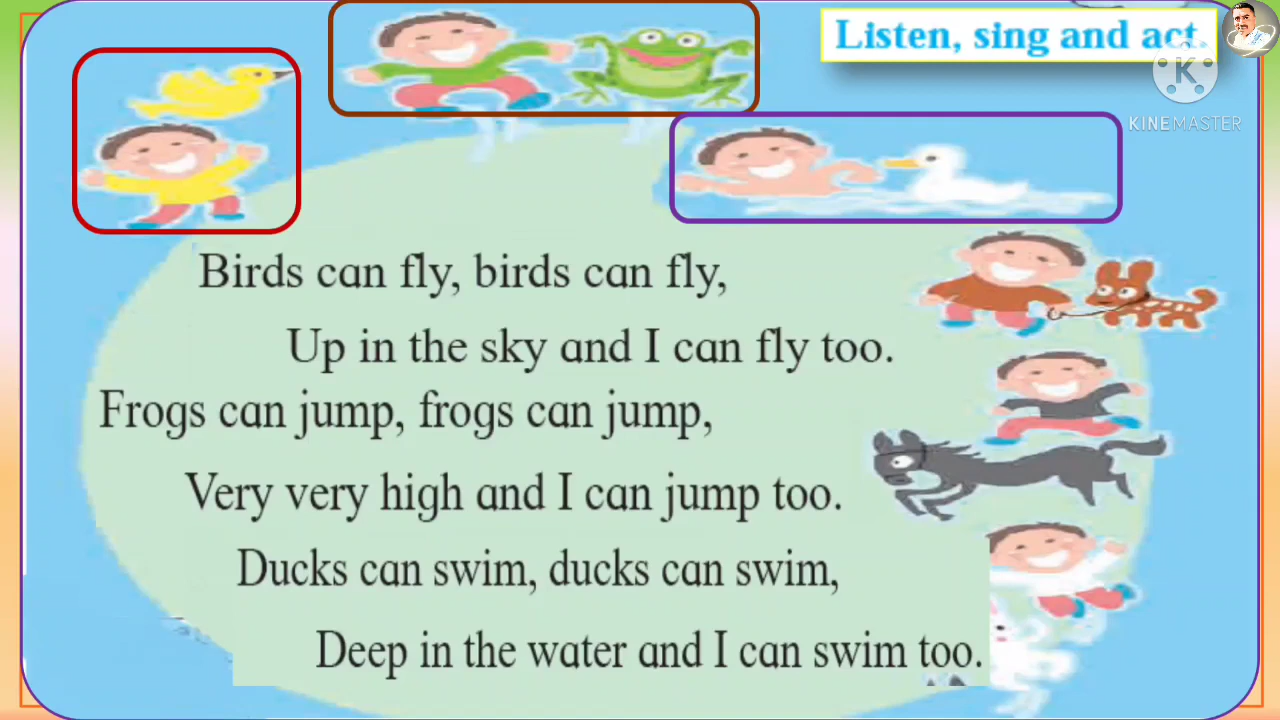 Listen, sing and act.
K
KINEMASTER
Birds can fly, birds can fly,
Up in the sky and I can fly too.
Frogs can jump, frogs can jump,
Very very high and I can jump too.
Ducks can swim, ducks can swim,
Deep in the water and I can swim too.